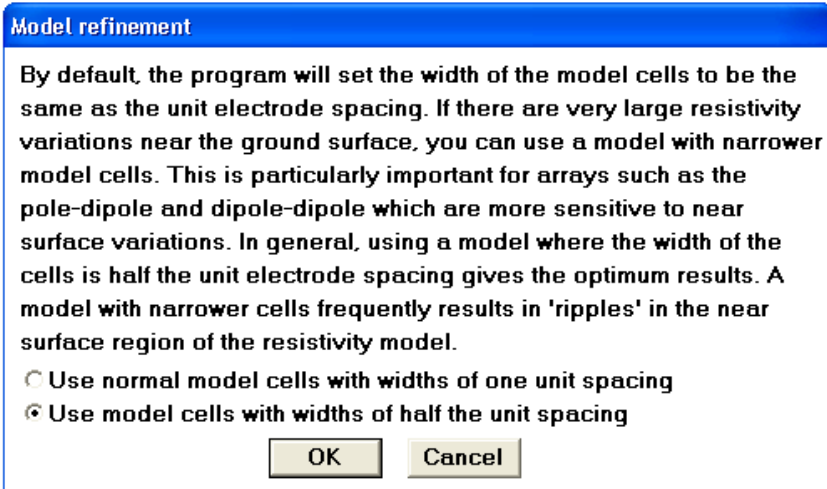 Model refinement
By default, the program will set the width of the model cells to be the
same as the unit electrode spacing. If there are very large resistivity
variations near the ground surface, you can use a model with narrower
model cells. This is particularly important for arrays such as the
pole-dipole and dipole-dipole which are more sensitive to near
surface variations. In general, using a model where the width of the
cells is half the unit electrode spacing gives the optimum results. A
model with narrower cells frequently results in 'ripples' in the near
surface region of the resistivity model.
Use normal model cells with widths of one unit spacing
Use model cells with widths of half the unit spacing
OK Cancel